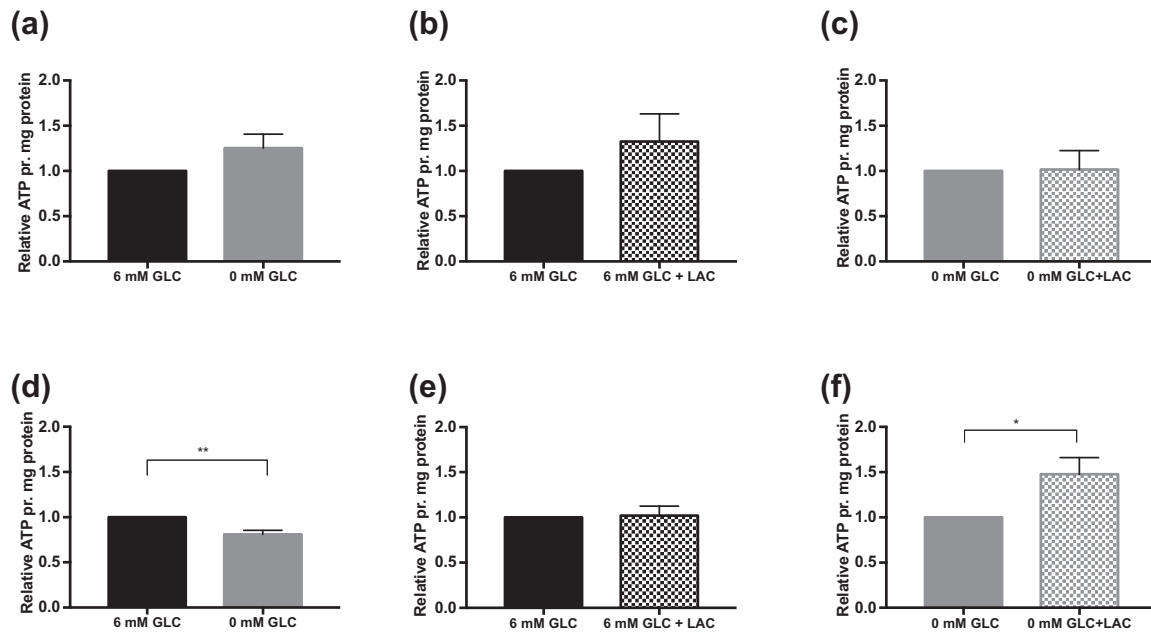 (a)
Relative ATP pr. mg protein
2.0
1.5
1.0
0.5
0.0
6 mM GLC
0 mM GLC
(b)
Relative ATP pr. mg protein
2.0
1.5
1.0
0.5
0.0
6 mM GLC
6 mM GLC + LAC
(c)
Relative ATP pr. mg protein
2.0
1.5
1.0
0.5
0.0
0 mM GLC
0 mM GLC+LAC
(d)
Relative ATP pr. mg protein
2.0
1.5
1.0
0.5
0.0
**
6 mM GLC
0 mM GLC
(e)
Relative ATP pr. mg protein
2.0
1.5
1.0
0.5
0.0
6 mM GLC
6 mM GLC + LAC
(f)
Relative ATP pr. mg protein
2.0
1.5
1.0
0.5
0.0
*
0 mM GLC
0 mM GLC+LAC